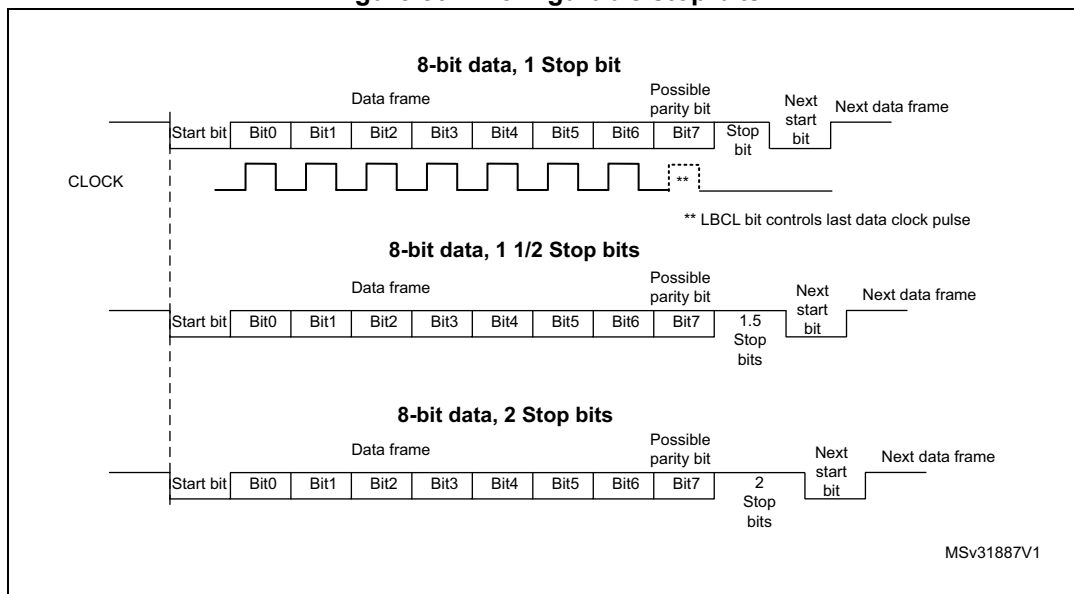 8-bit data, 1 Stop bit
Data frame
Possible
parity bit
Next
start
bit
Next data frame
Start bit Bit0 Bit1 Bit2 Bit3 Bit4 Bit5 Bit6 Bit7 Stop
bit
CLOCK
**
** LBCL bit controls last data clock pulse
8-bit data, 1 1/2 Stop bits
Data frame
Possible
parity bit
Next
start
bit
Next data frame
Start bit Bit0 Bit1 Bit2 Bit3 Bit4 Bit5 Bit6 Bit7 1.5
Stop
bits
8-bit data, 2 Stop bits
Data frame
Possible
parity bit
Next
start
bit
Next data frame
Start bit Bit0 Bit1 Bit2 Bit3 Bit4 Bit5 Bit6 Bit7 2
Stop
bits
MSv31887V1